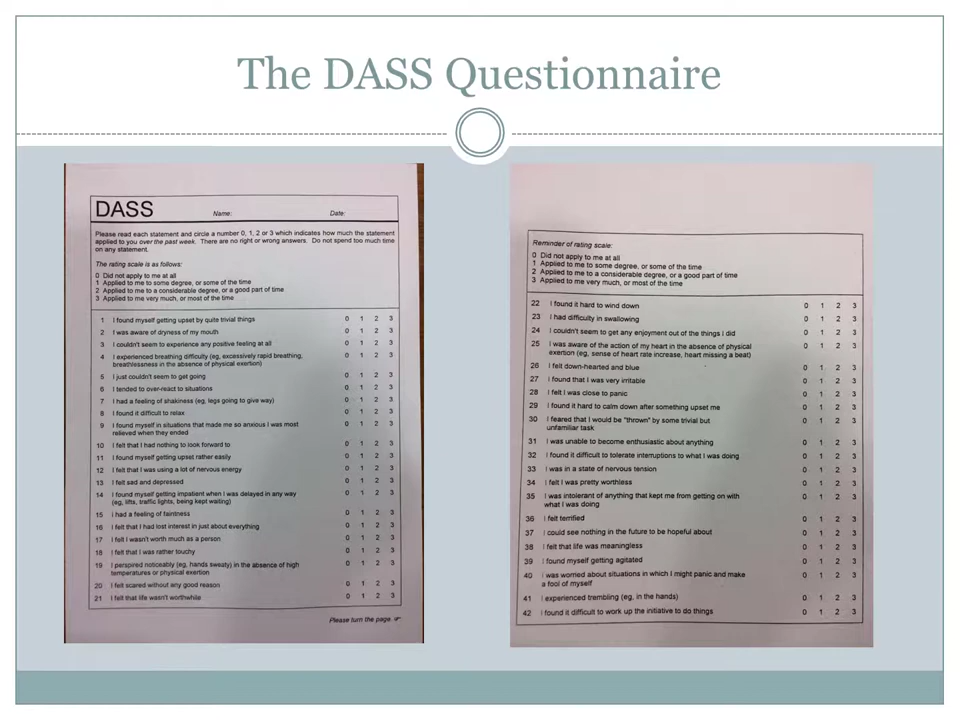 The DASS Questionnaire
DASS Name: Date:
Please read each statement and circle a number 0, 1, 2 or 3 which indicates how much the statement
applied to you over the past week. There are no right or wrong answers. Do not spend too much time
on any statement.
The rating scale is as follows:
0 Did not apply to me at all
1 Applied to me to some degree, or some of the time
2 Applied to me to a considerable degree, or a good part of time
3 Applied to me very much, or most of the time
1 I found myself getting upset by quite trivial things 0 1 2 3
2 I was aware of dryness of my mouth 0 1 2 3
3 I couldn't seem to experience any positive feeling at all 0 1 2 3
4 I experienced breathing difficulty (eg, excessively rapid breathing, 0 1 2 3
breathlessness in the absence of physical exertion)
5 I just couldn't seem to get going 0 1 2 3
6 I tended to over-react to situations 0 1 2 3
7 I had a feeling of shakiness (eg, legs going to give way) 0 1 2 3
8 I found it difficult to relax 0 1 2 3
9 I found myself in situations that made me so anxious I was most 0 1 2 3
relieved when they ended
10 I felt that I had nothing to look forward to 0 1 2 3
11 I found myself getting upset rather easily 0 1 2 3
12 I felt that I was using a lot of nervous energy 0 1 2 3
13 I felt sad and depressed 0 1 2 3
14 I found myself getting impatient when I was delayed in any way 0 1 2 3
(eg, lifts, traffic lights, being kept waiting)
15 I had a feeling of faintness 0 1 2 3
16 I felt that I had lost interest in just about everything 0 1 2 3
17 I felt I wasn't worth much as a person 0 1 2 3
18 I felt that I was rather touchy 0 1 2 3
19 I perspired noticeably (eg, hands sweaty) in the absence of high 0 1 2 3
temperatures or physical exertion
20 I felt scared without any good reason 0 1 2 3
21 I felt that life wasn't worthwhile 0 1 2 3
Please turn the page ☞
Reminder of rating scale:
0 Did not apply to me at all
1 Applied to me to some degree, or some of the time
2 Applied to me to a considerable degree, or a good part of time
3 Applied to me very much, or most of the time
22 I found it hard to wind down 0 1 2 3
23 I had difficulty in swallowing 0 1 2 3
24 I couldn't seem to get any enjoyment out of the things I did 0 1 2 3
25 I was aware of the action of my heart in the absence of physical 0 1 2 3
exertion (eg, sense of heart rate increase, heart missing a beat)
26 I felt down-hearted and blue 0 1 2 3
27 I found that I was very irritable 0 1 2 3
28 I felt I was close to panic 0 1 2 3
29 I found it hard to calm down after something upset me 0 1 2 3
30 I feared that I would be "thrown" by some trivial but 0 1 2 3
unfamiliar task
31 I was unable to become enthusiastic about anything 0 1 2 3
32 I found it difficult to tolerate interruptions to what I was doing 0 1 2 3
33 I was in a state of nervous tension 0 1 2 3
34 I felt I was pretty worthless 0 1 2 3
35 I was intolerant of anything that kept me from getting on with 0 1 2 3
what I was doing
36 I felt terrified 0 1 2 3
37 I could see nothing in the future to be hopeful about 0 1 2 3
38 I felt that life was meaningless 0 1 2 3
39 I found myself getting agitated 0 1 2 3
40 I was worried about situations in which I might panic and make 0 1 2 3
a fool of myself
41 I experienced trembling (eg, in the hands) 0 1 2 3
42 I found it difficult to work up the initiative to do things 0 1 2 3